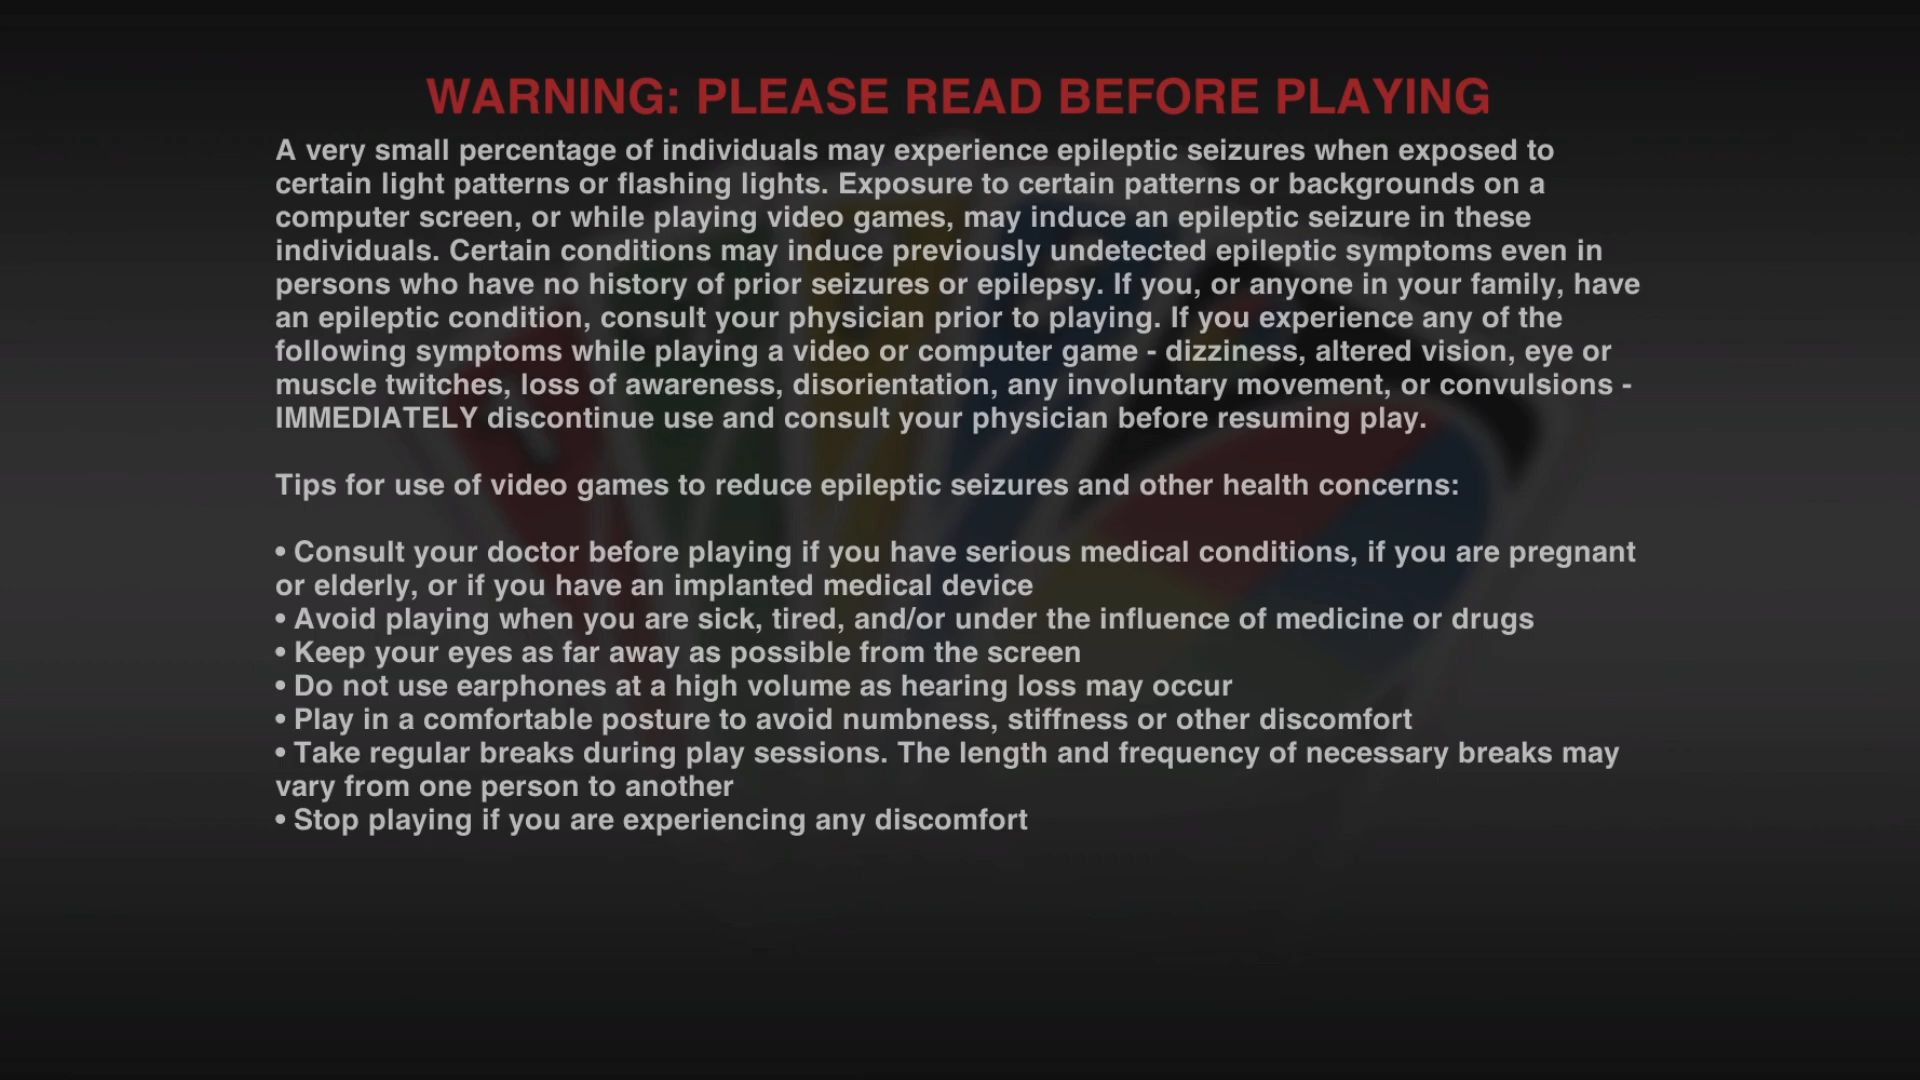 WARNING: PLEASE READ BEFORE PLAYING
A very small percentage of individuals may experience epileptic seizures when exposed to
certain light patterns or flashing lights. Exposure to certain patterns or backgrounds on a
computer screen, or while playing video games, may induce an epileptic seizure in these
individuals. Certain conditions may induce previously undetected epileptic symptoms even in
persons who have no history of prior seizures or epilepsy. If you, or anyone in your family, have
an epileptic condition, consult your physician prior to playing. If you experience any of the
following symptoms while playing a video or computer game - dizziness, altered vision, eye or
muscle twitches, loss of awareness, disorientation, any involuntary movement, or convulsions -
IMMEDIATELY discontinue use and consult your physician before resuming play.
Tips for use of video games to reduce epileptic seizures and other health concerns:
• Consult your doctor before playing if you have serious medical conditions, if you are pregnant
or elderly, or if you have an implanted medical device
• Avoid playing when you are sick, tired, and/or under the influence of medicine or drugs
• Keep your eyes as far away as possible from the screen
• Do not use earphones at a high volume as hearing loss may occur
• Play in a comfortable posture to avoid numbness, stiffness or other discomfort
• Take regular breaks during play sessions. The length and frequency of necessary breaks may
vary from one person to another
• Stop playing if you are experiencing any discomfort